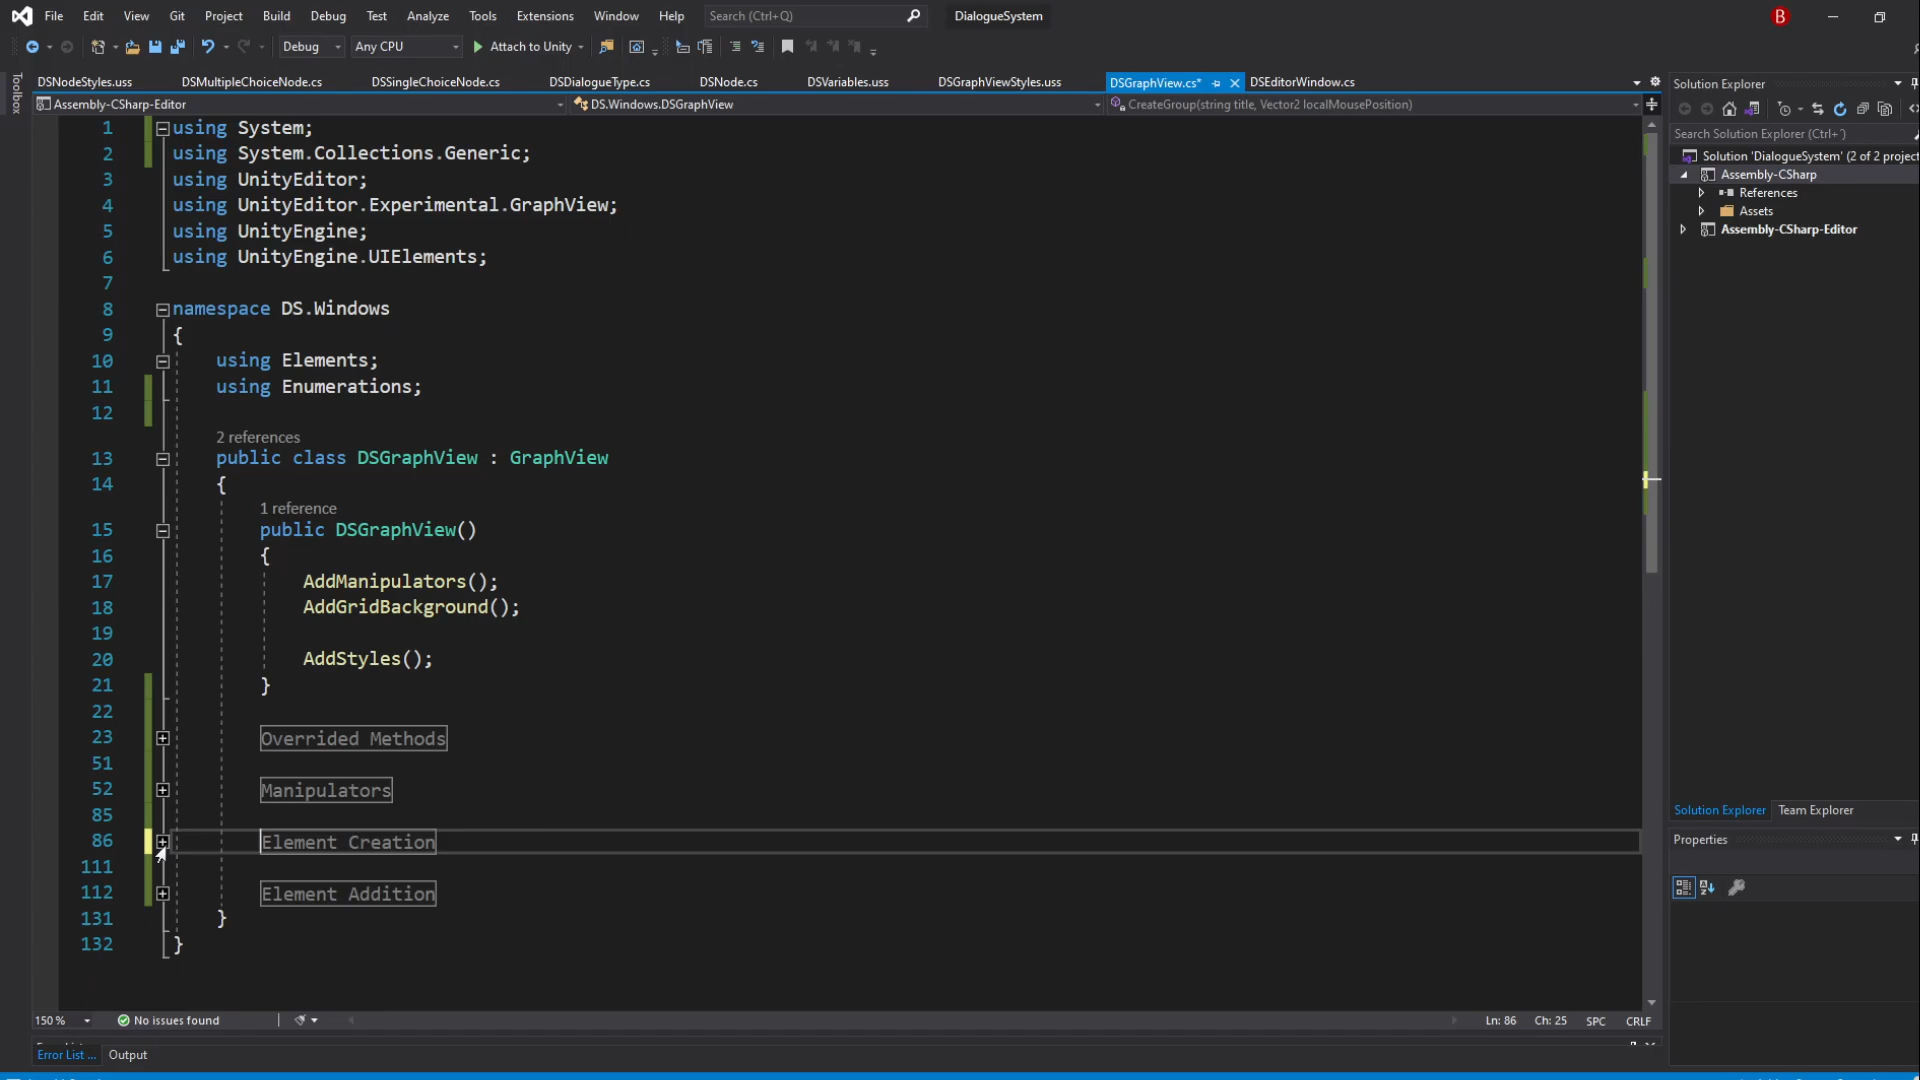 File Edit View Git Project Build Debug Test Analyze Tools Extensions Window Help Search (Ctrl+Q) DialogueSystem B
Debug Any CPU Attach to Unity
Toolbox
DSNodeStyles.uss DSMultipleChoiceNode.cs DSSingleChoiceNode.cs DSDialogueType.cs DSNode.cs DSVariables.uss DSGraphViewStyles.uss DSGraphView.cs* DSEditorWindow.cs
Assembly-CSharp-Editor DS.Windows.DSGraphView CreateGroup(string title, Vector2 localMousePosition)
1 using System;
2 using System.Collections.Generic;
3 using UnityEditor;
4 using UnityEditor.Experimental.GraphView;
5 using UnityEngine;
6 using UnityEngine.UIElements;
7
8 namespace DS.Windows
9 {
10 using Elements;
11 using Enumerations;
12
2 references
13 public class DSGraphView : GraphView
14 {
1 reference
15 public DSGraphView()
16 {
17 AddManipulators();
18 AddGridBackground();
19
20 AddStyles();
21 }
22
23 Overrided Methods
51
52 Manipulators
85
86 Element Creation
111
112 Element Addition
131 }
132 }
150 % No issues found Ln: 86 Ch: 25 SPC CRLF
Error List ... Output
Solution Explorer
Search Solution Explorer (Ctrl+´)
Solution 'DialogueSystem' (2 of 2 project
Assembly-CSharp
References
Assets
Assembly-CSharp-Editor
Solution Explorer Team Explorer
Properties